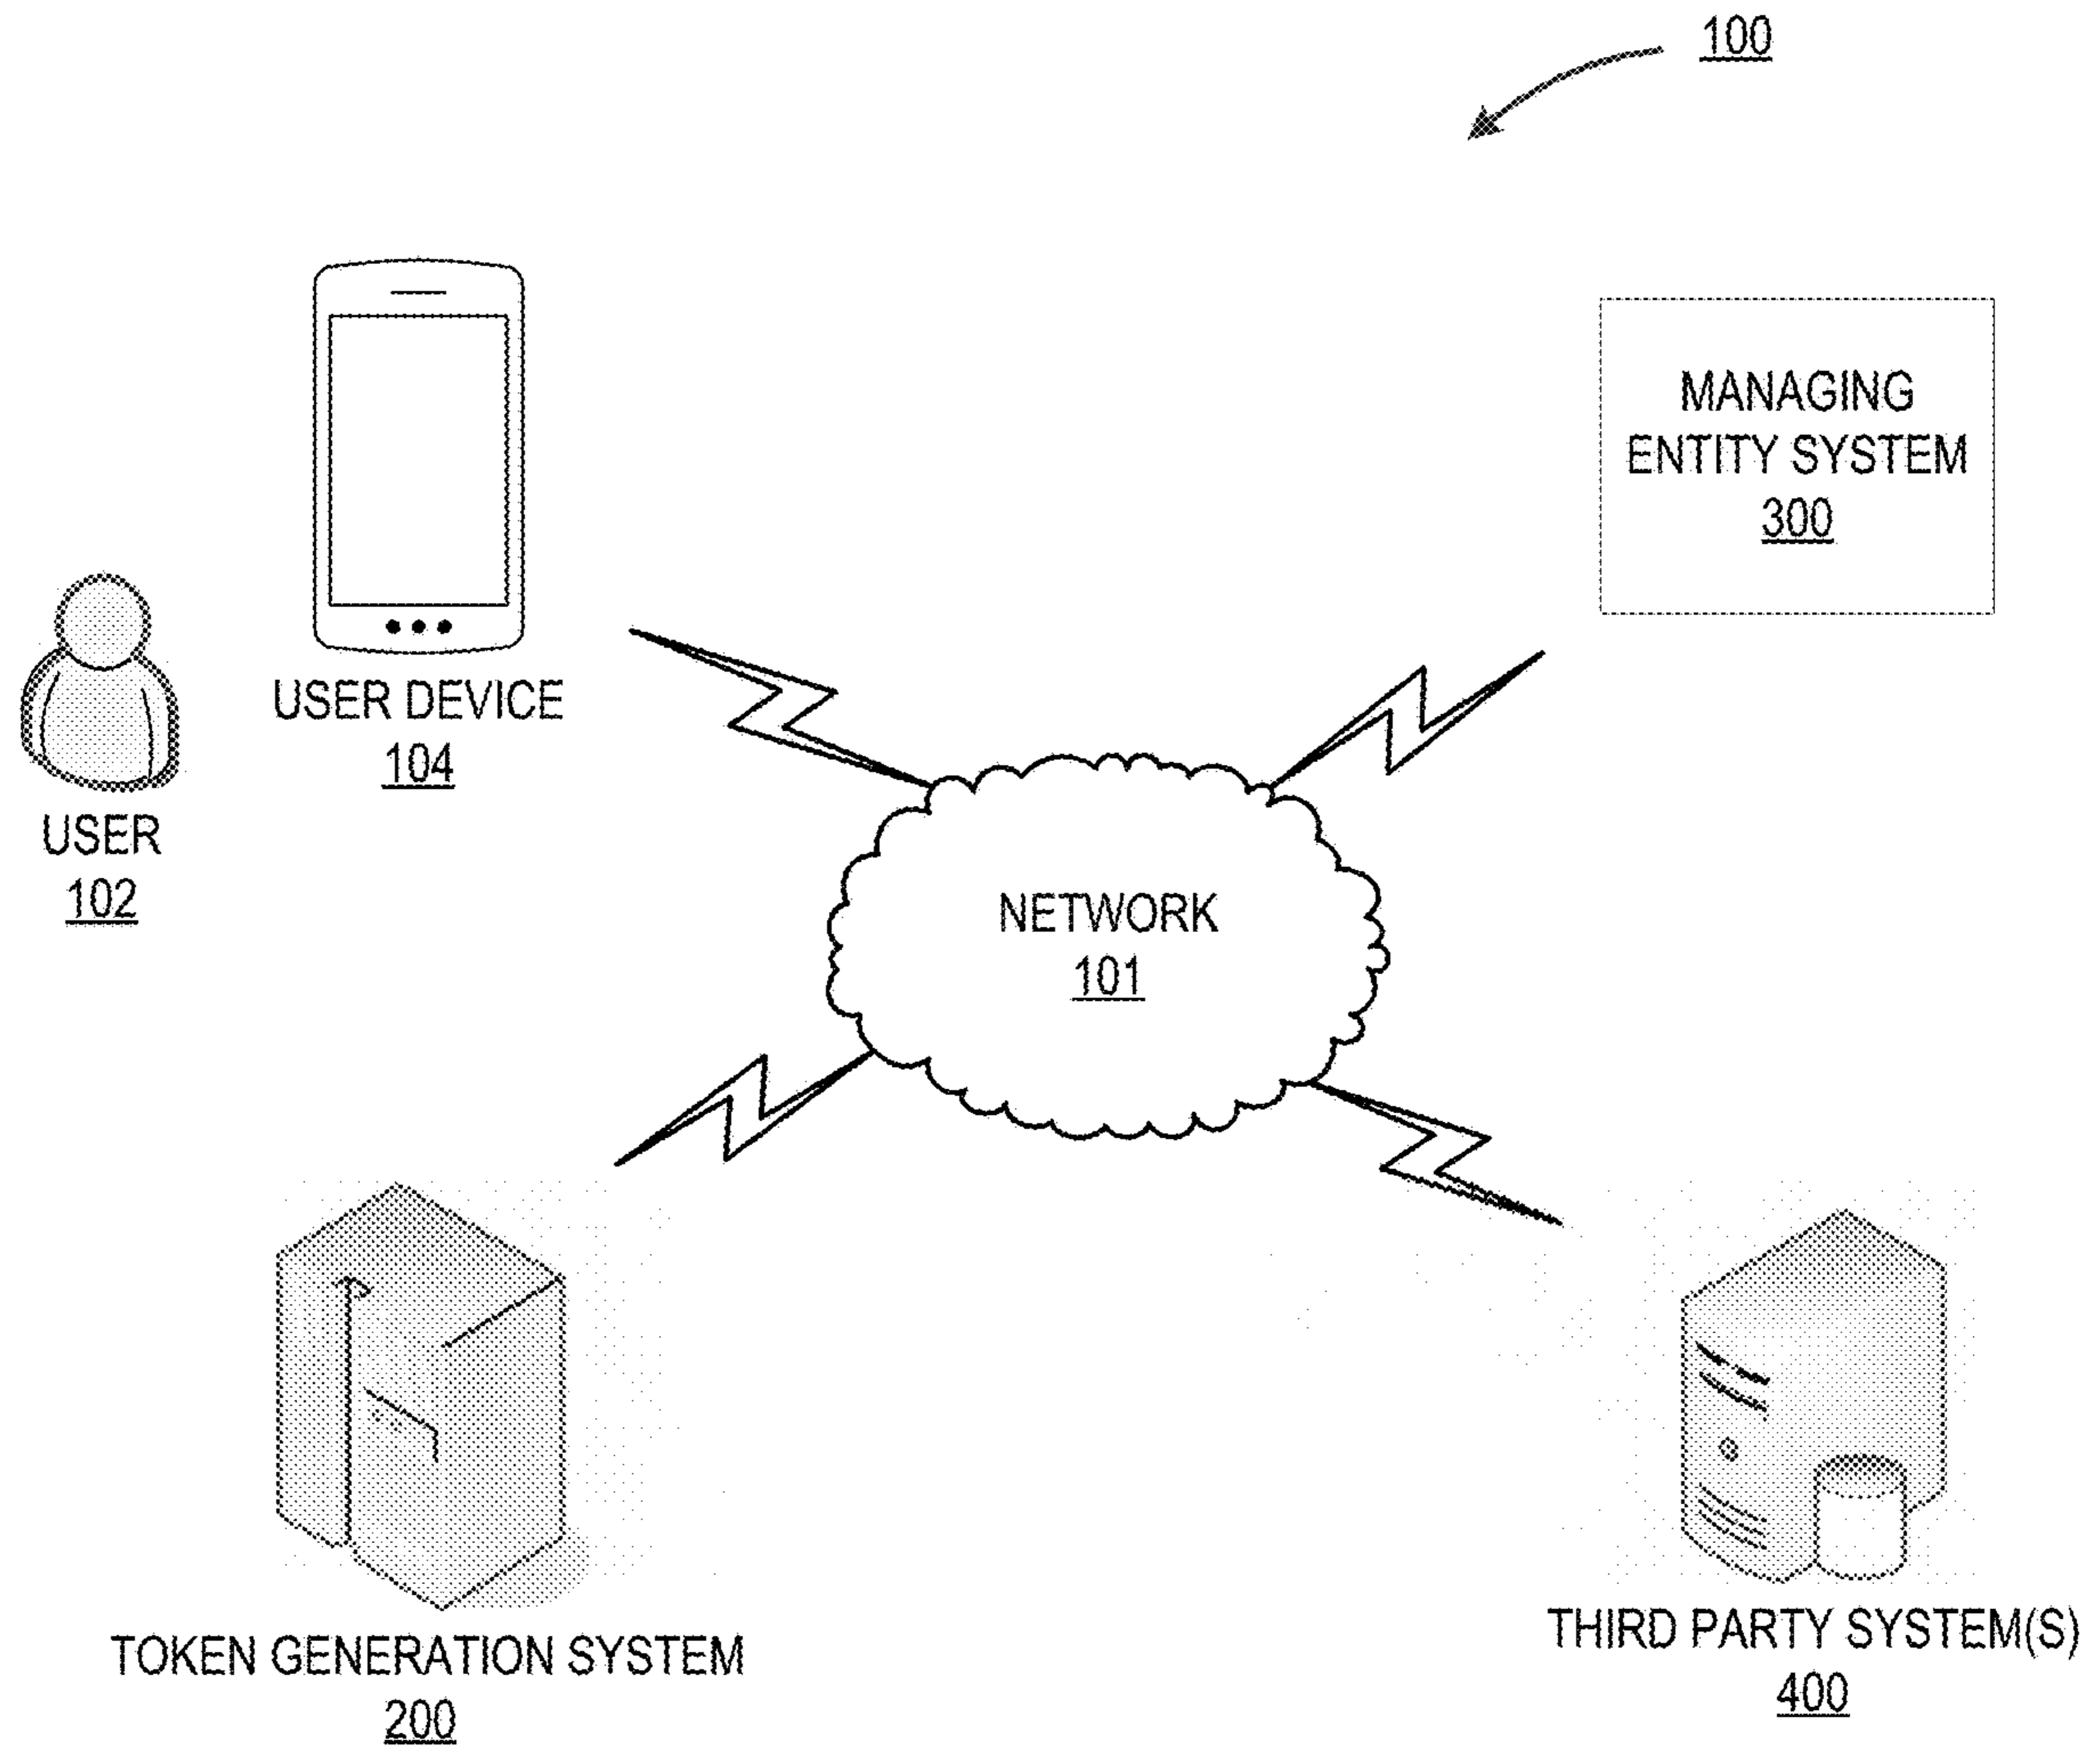 100
MANAGING
ENTITY SYSTEM
300
USER DEVICE
104
USER
102
NETWORK
101
TOKEN GENERATION SYSTEM
200
THIRD PARTY SYSTEM(S)
400